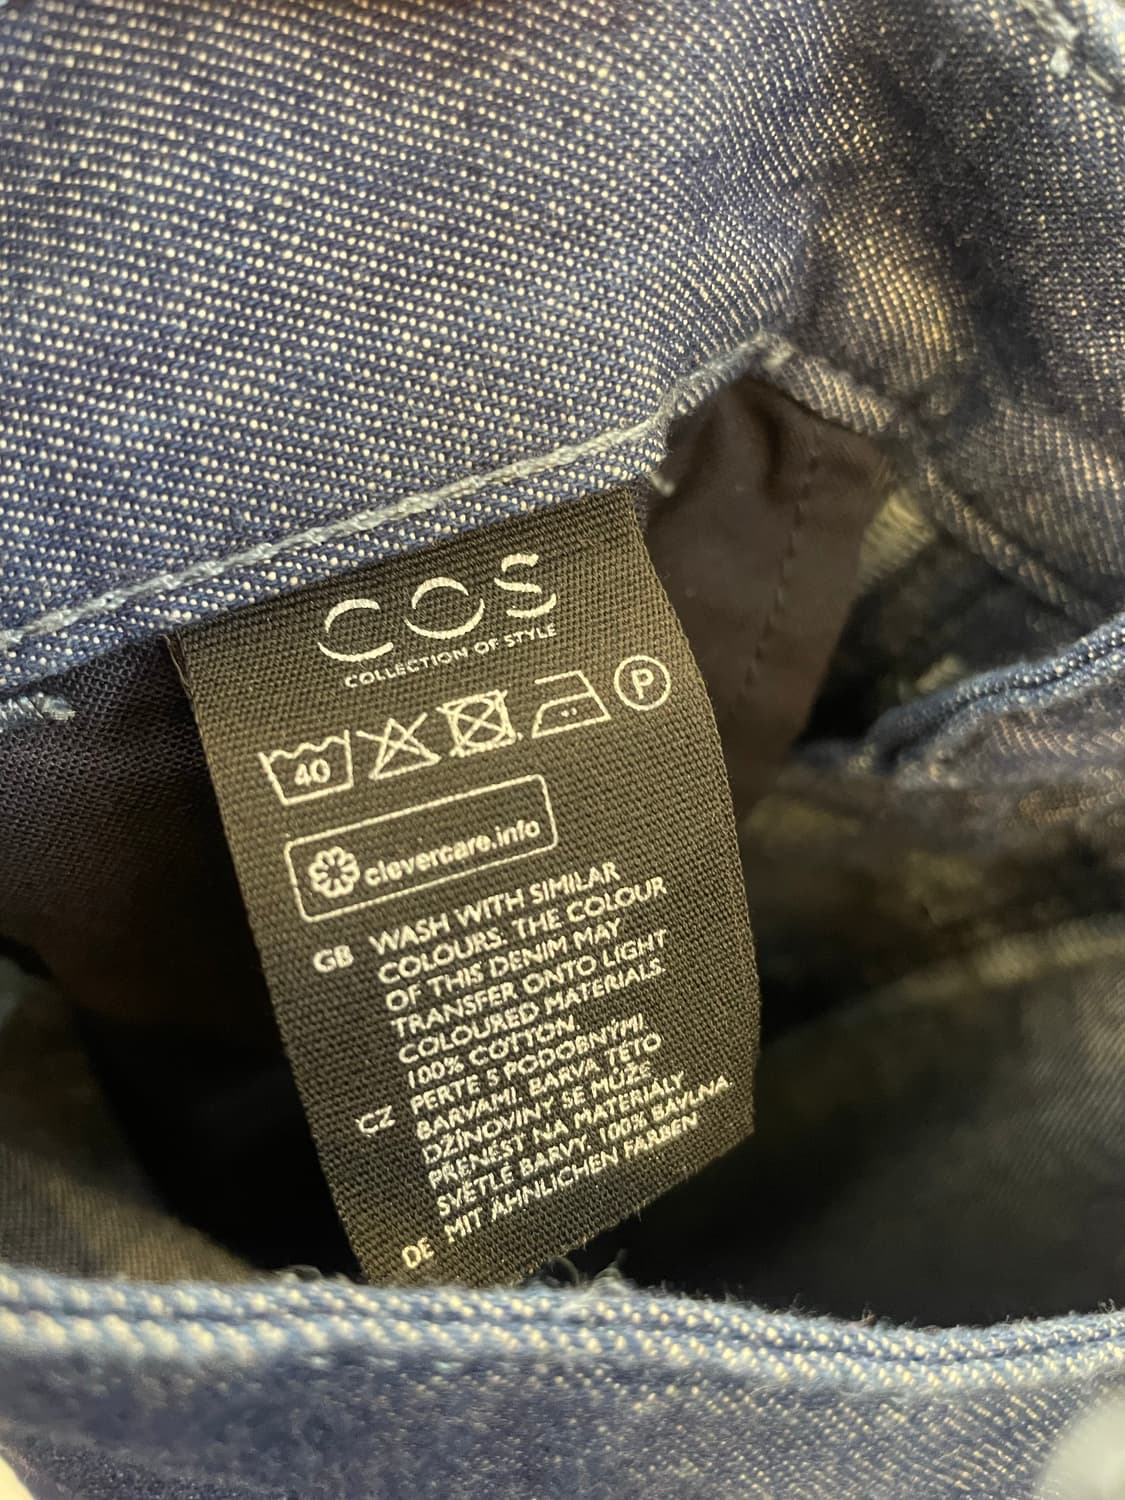 COS
COLLECTION OF STYLE
40
P
clevercare.info
GB WASH WITH SIMILAR
COLOURS. THE COLOUR
OF THIS DENIM MAY
TRANSFER ONTO LIGHT
COLOURED MATERIALS.
100% COTTON.
CZ PERTE S PODOBNÝMI
BARVAMI. BARVA TÉTO
DŽÍNOVINY SE MŮŽE
PŘENÉST NA MATERIÁLY
SVĚTLÉ BARVY. 100% BAVLNA
DE MIT ÄHNLICHEN FARBEN